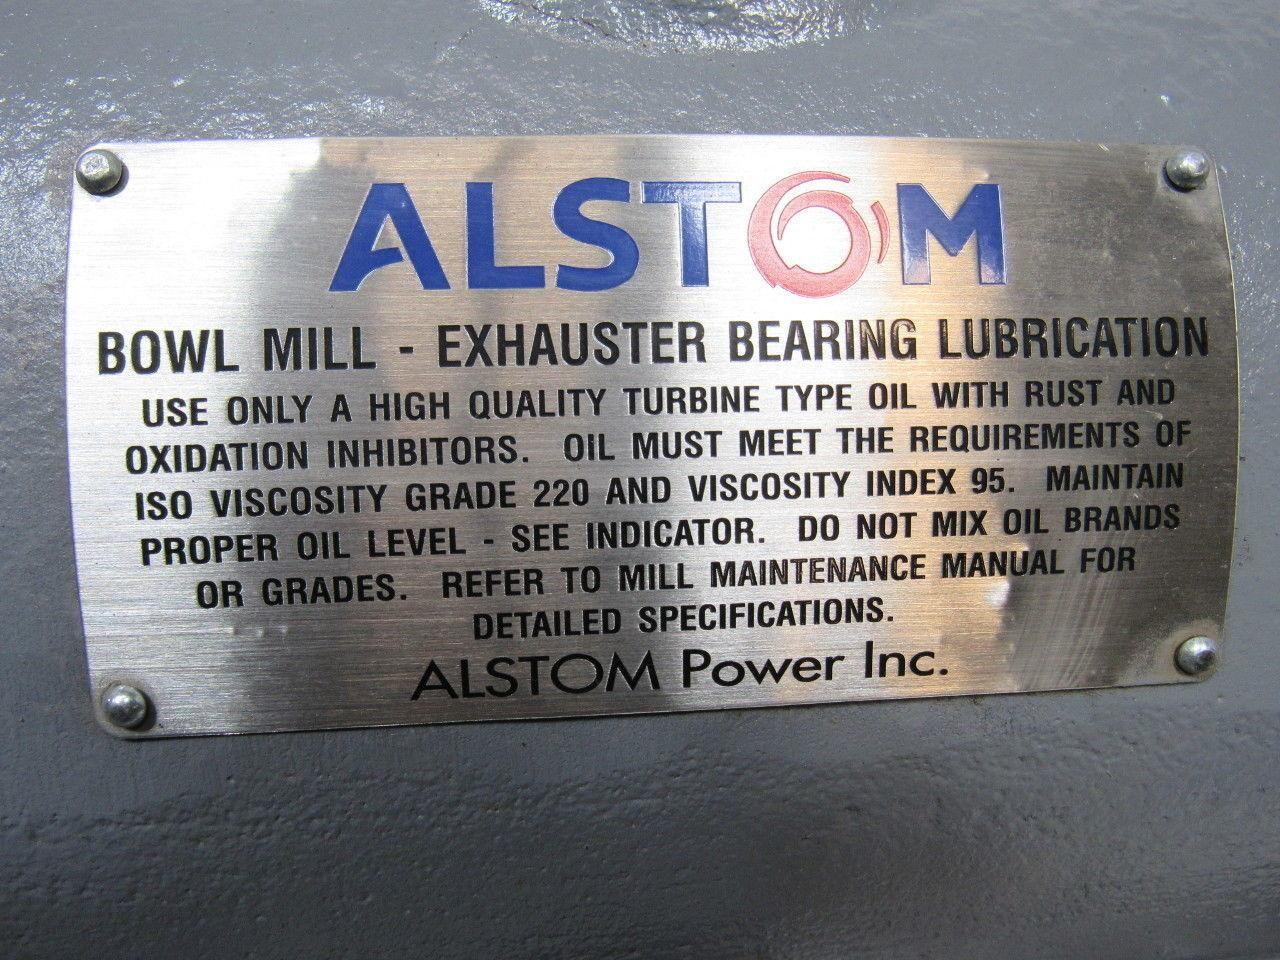 ALSTOM
BOWL MILL - EXHAUSTER BEARING LUBRICATION
USE ONLY A HIGH QUALITY TURBINE TYPE OIL WITH RUST AND
OXIDATION INHIBITORS. OIL MUST MEET THE REQUIREMENTS OF
ISO VISCOSITY GRADE 220 AND VISCOSITY INDEX 95. MAINTAIN
PROPER OIL LEVEL - SEE INDICATOR. DO NOT MIX OIL BRANDS
OR GRADES. REFER TO MILL MAINTENANCE MANUAL FOR
DETAILED SPECIFICATIONS.
ALSTOM Power Inc.